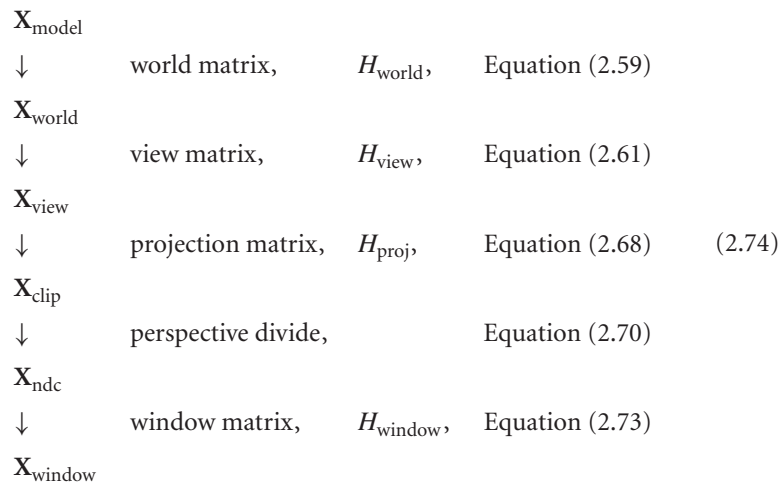 X_model
↓ world matrix, H_world, Equation (2.59)
X_world
↓ view matrix, H_view, Equation (2.61)
X_view
↓ projection matrix, H_proj, Equation (2.68) (2.74)
X_clip
↓ perspective divide, Equation (2.70)
X_ndc
↓ window matrix, H_window, Equation (2.73)
X_window